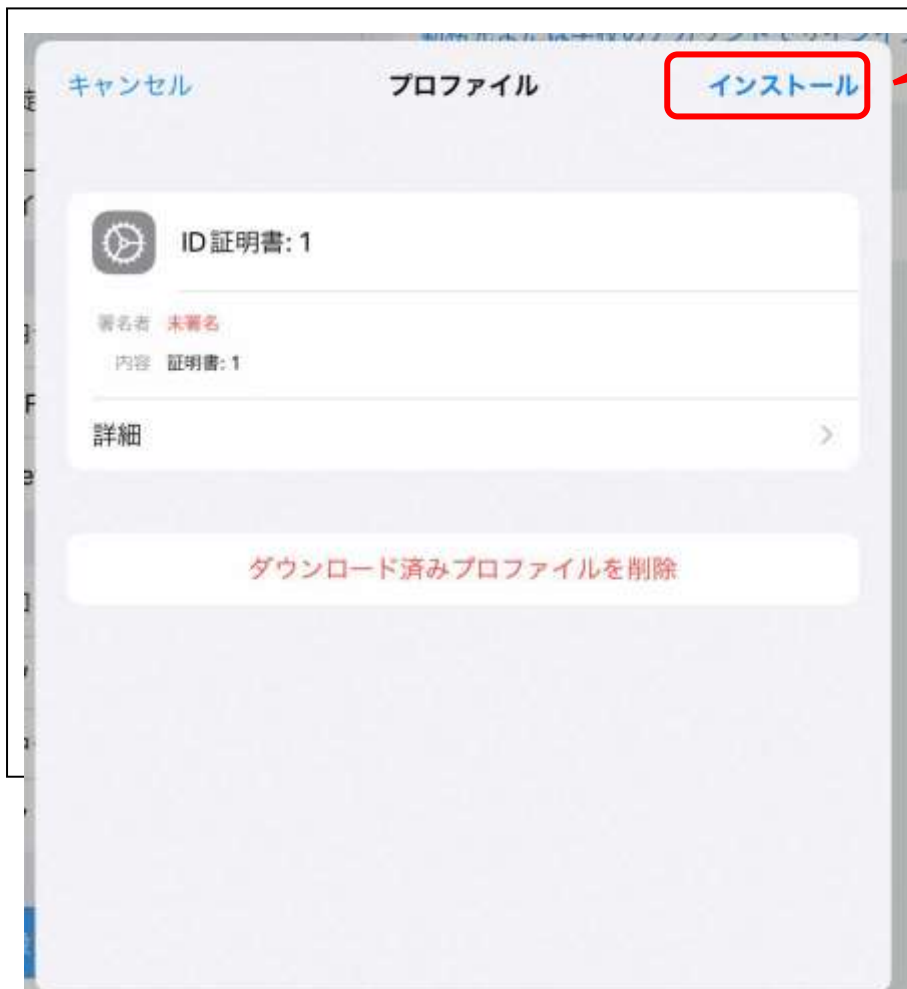 キャンセル
プロファイル
インストール
ID証明書: 1
署名者 未署名
内容 証明書: 1
詳細
ダウンロード済みプロファイルを削除